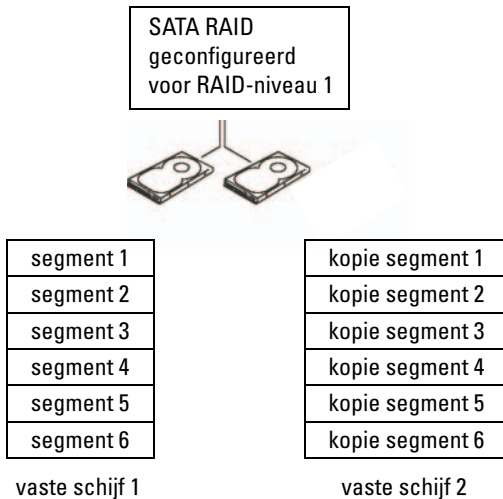 SATA RAID
geconfigureerd
voor RAID-niveau 1
segment 1
segment 2
segment 3
segment 4
segment 5
segment 6
vaste schijf 1
kopie segment 1
kopie segment 2
kopie segment 3
kopie segment 4
kopie segment 5
kopie segment 6
vaste schijf 2